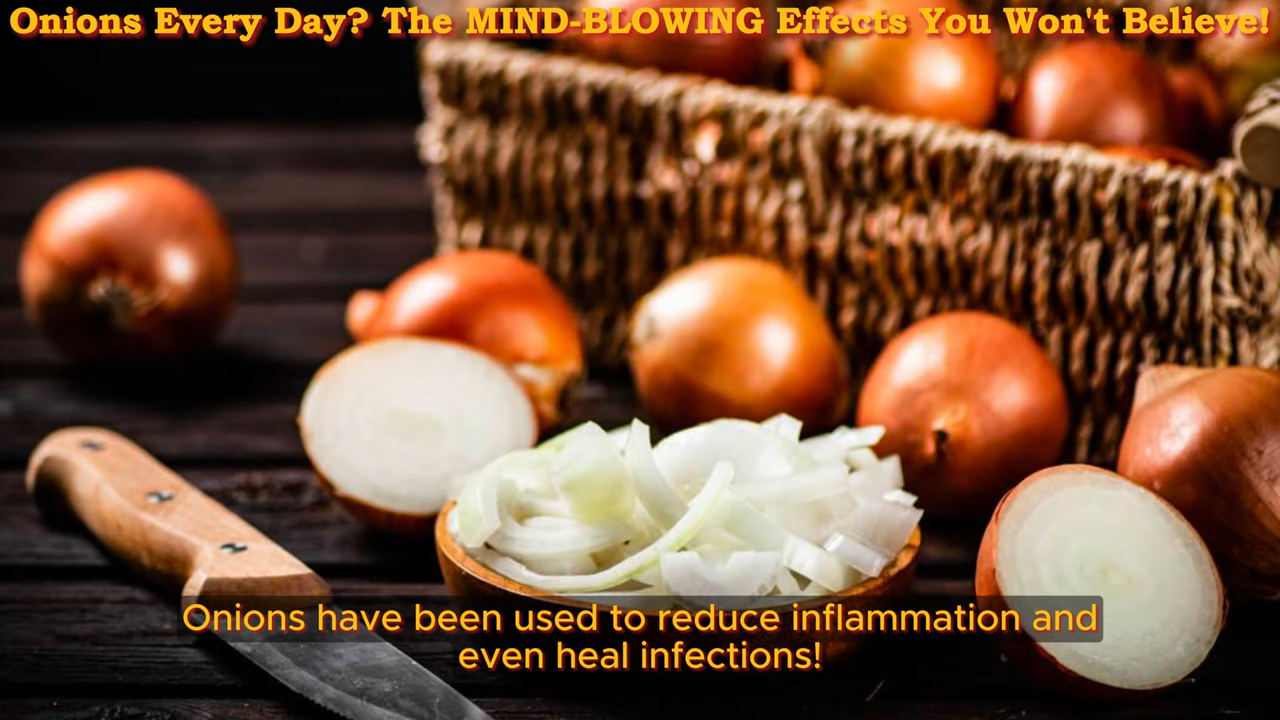 Onions Every Day? The MIND-BLOWING Effects You Won't Believe!
Onions have been used to reduce inflammation and
even heal infections!